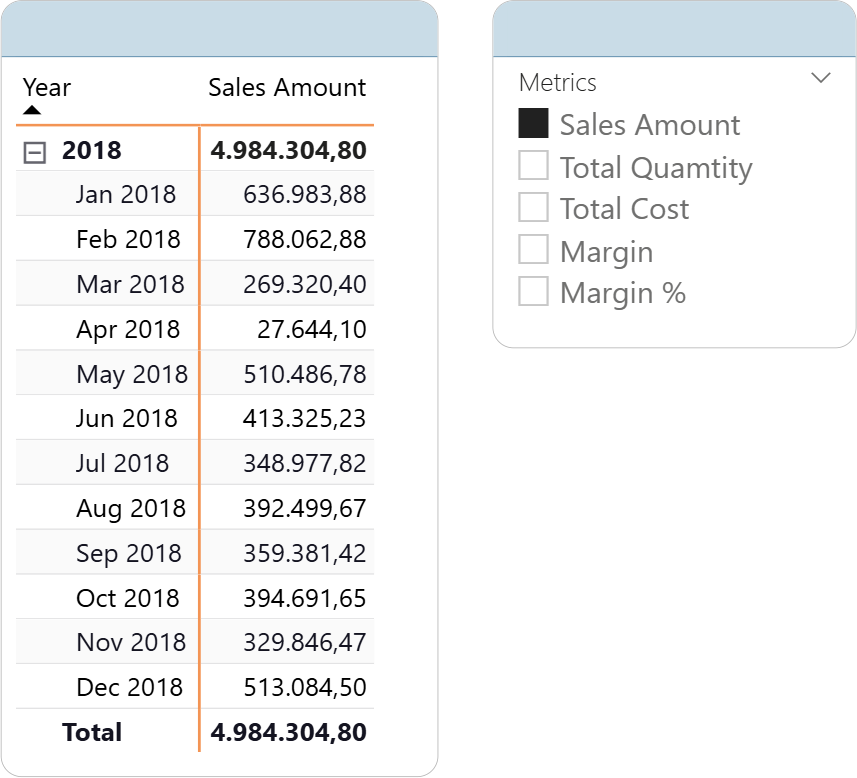 Year Sales Amount
2018 4.984.304,80
Jan 2018 636.983,88
Feb 2018 788.062,88
Mar 2018 269.320,40
Apr 2018 27.644,10
May 2018 510.486,78
Jun 2018 413.325,23
Jul 2018 348.977,82
Aug 2018 392.499,67
Sep 2018 359.381,42
Oct 2018 394.691,65
Nov 2018 329.846,47
Dec 2018 513.084,50
Total 4.984.304,80
Metrics
Sales Amount
Total Quamtity
Total Cost
Margin
Margin %